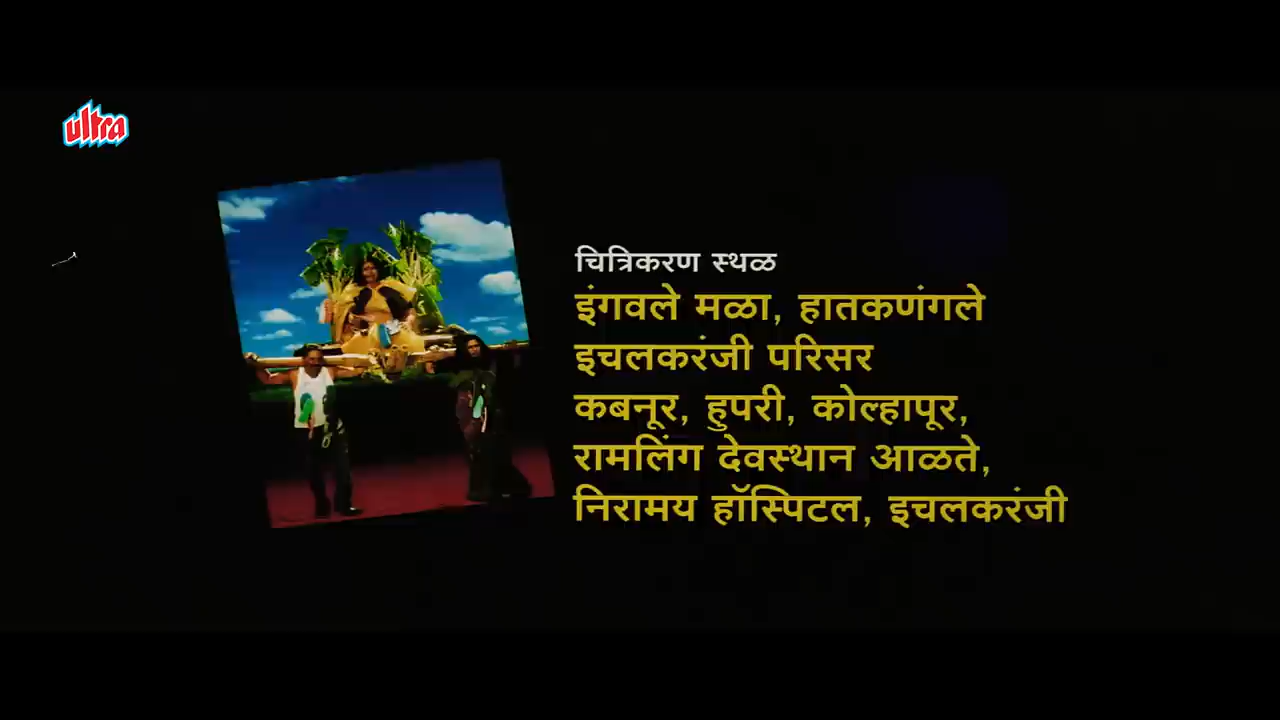 ultra
चित्रिकरण स्थळ
इंगवले मळा, हातकणंगले
इचलकरंजी परिसर
कबनूर, हुपरी, कोल्हापूर,
रामलिंग देवस्थान आळते,
निरामय हॉस्पिटल, इचलकरंजी